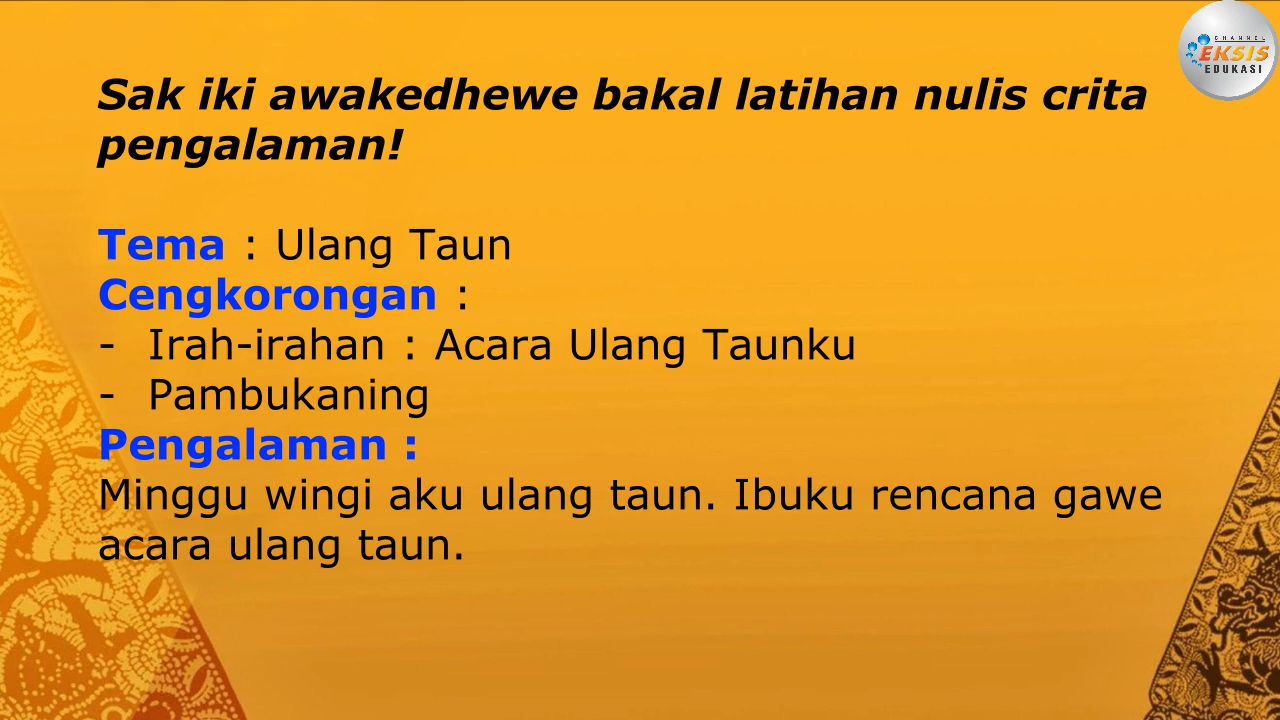 CHANNEL
EKSIS
EDUKASI
Sak iki awakedhewe bakal latihan nulis crita
pengalaman!
Tema : Ulang Taun
Cengkorongan :
- Irah-irahan : Acara Ulang Taunku
- Pambukaning
Pengalaman :
Minggu wingi aku ulang taun. Ibuku rencana gawe
acara ulang taun.